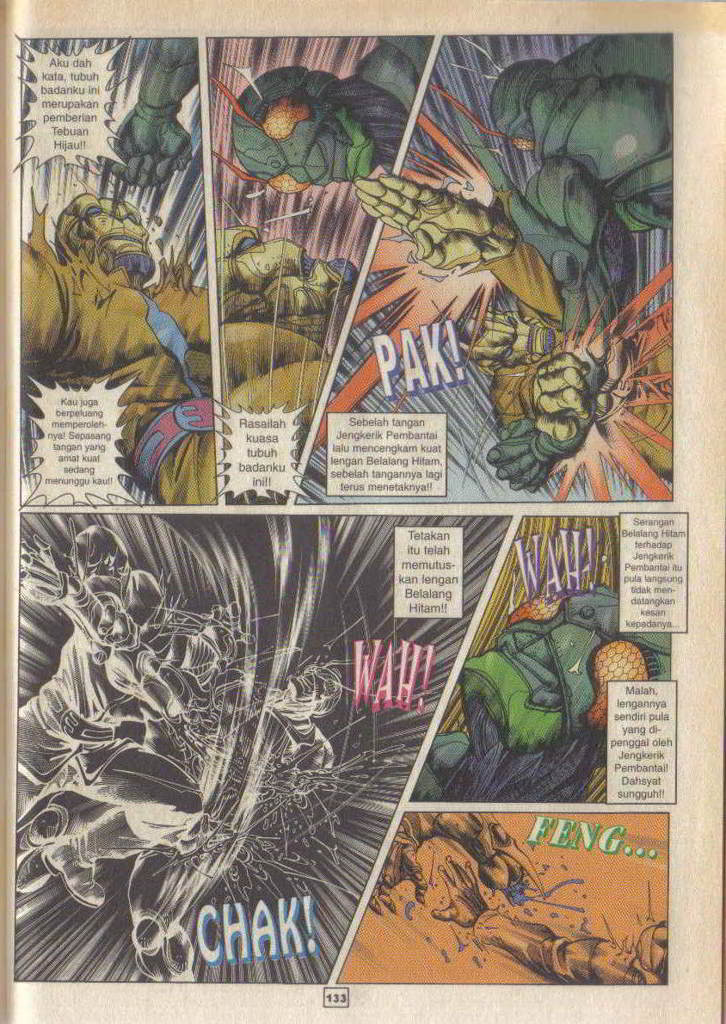 Aku dah
kata, tubuh
badanku ini
merupakan
pemberian
Tebuan
Hijau!!
Kau juga
berpeluang
memperoleh-
nya! Sepasang
tangan yang
amat kuat
sedang
menunggu kau!!
Rasailah
kuasa
tubuh
badanku
ini!!
PAK!
Sebelah tangan
Jengkerik Pembantai
lalu mencengkam kuat
lengan Belalang Hitam,
sebelah tangannya lagi
terus menetaknya!!
Tetakan
itu telah
memutus-
kan lengan
Belalang
Hitam!!
WAH!
CHAK!
WAH!
Serangan
Belalang Hitam
terhadap
Jengkerik
Pembantai itu
pula langsung
tidak men-
datangkan
kesan
kepadanya...
Malah,
lengannya
sendiri pula
yang di-
penggal oleh
Jengkerik
Pembantai!
Dahsyat
sungguh!!
FENG...
133